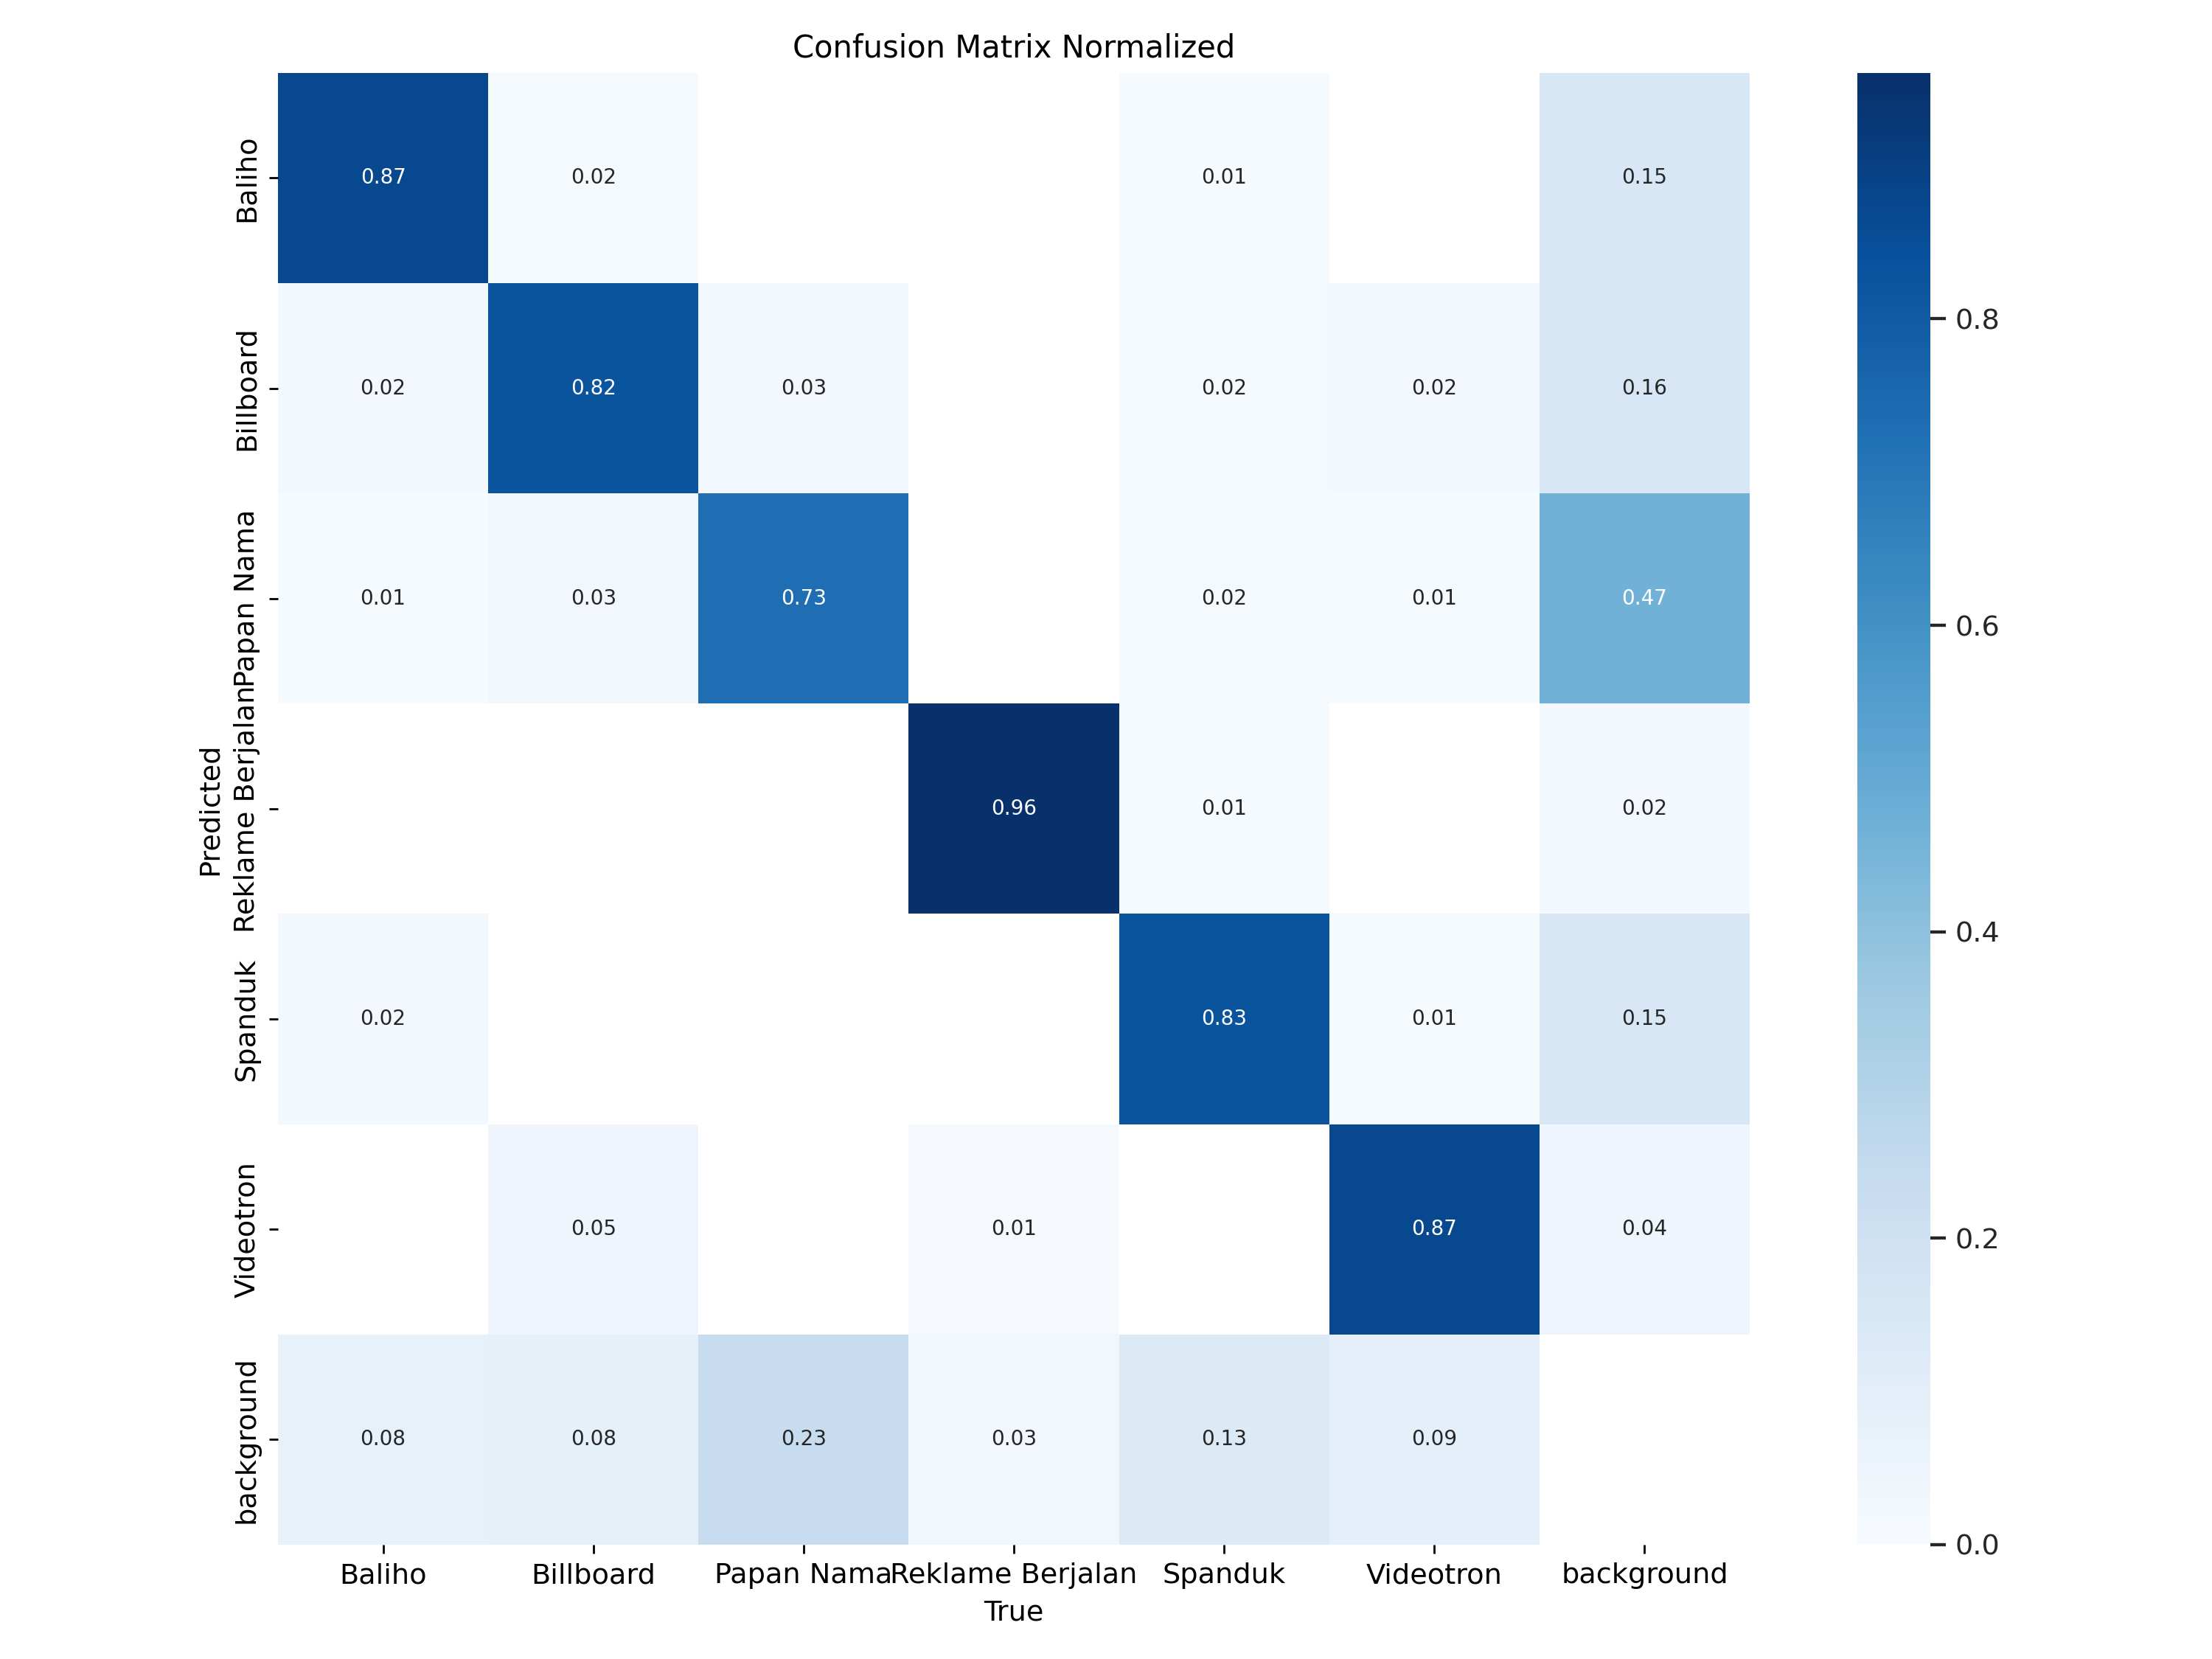 Confusion Matrix Normalized
Baliho 0.87 0.02 0.01 0.15
Billboard 0.02 0.82 0.03 0.02 0.02 0.16 0.8
Papan Nama 0.01 0.03 0.73 0.02 0.01 0.47 0.6
Predicted
Reklame Berjalan 0.96 0.01 0.02
0.4
Spanduk 0.02 0.83 0.01 0.15
Videotron 0.05 0.01 0.87 0.04 0.2
background 0.08 0.08 0.23 0.03 0.13 0.09
0.0
Baliho Billboard Papan Nama Reklame Berjalan Spanduk Videotron background
True